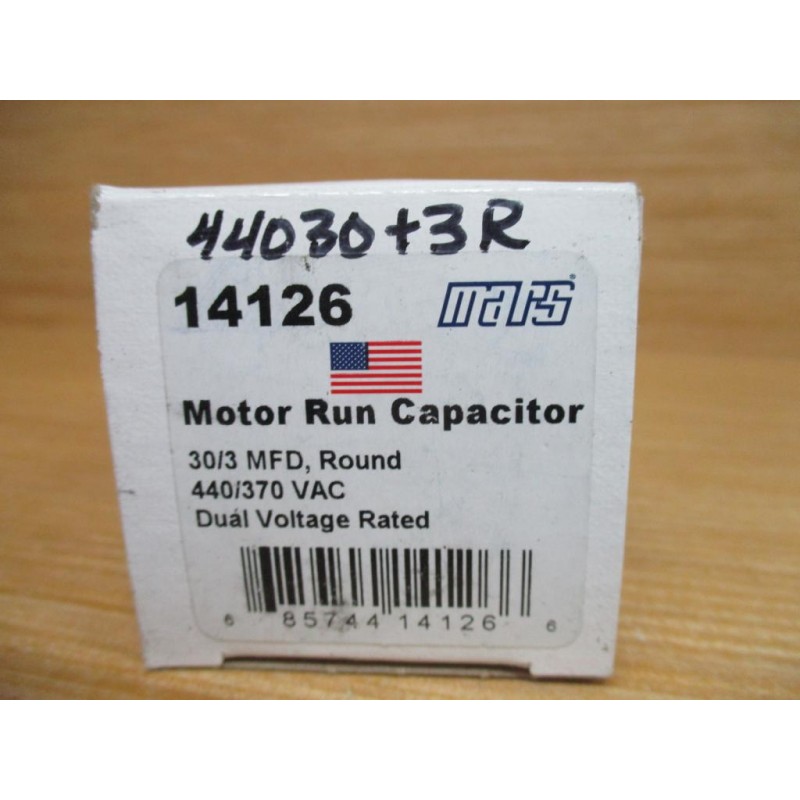 44030+3R
14126 mars®
Motor Run Capacitor
30/3 MFD, Round
440/370 VAC
Duál Voltage Rated
6 85744 14126 6